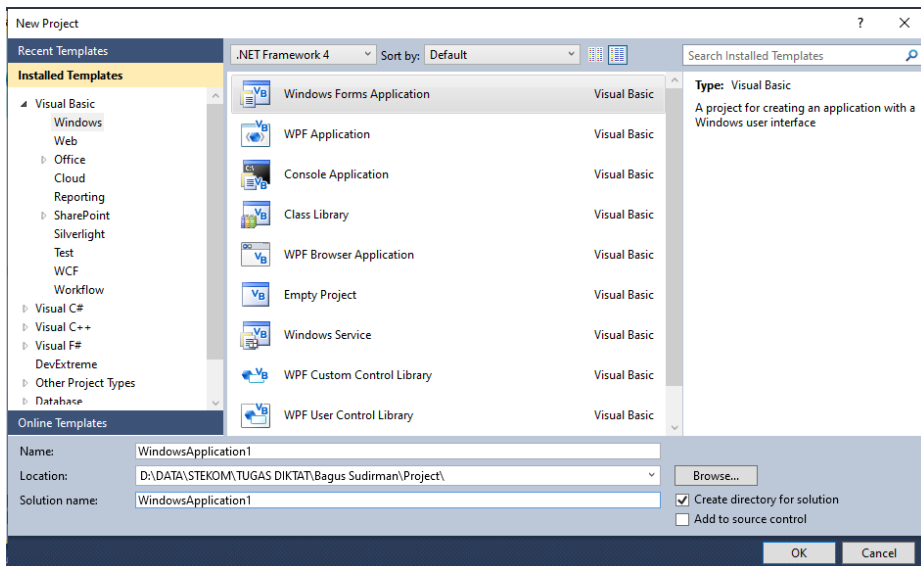 New Project
Recent Templates
Installed Templates
Visual Basic
Windows
Web
Office
Cloud
Reporting
SharePoint
Silverlight
Test
WCF
Workflow
Visual C#
Visual C++
Visual F#
DevExtreme
Other Project Types
Database
Online Templates
.NET Framework 4 Sort by: Default
Windows Forms Application Visual Basic
WPF Application Visual Basic
Console Application Visual Basic
Class Library Visual Basic
WPF Browser Application Visual Basic
Empty Project Visual Basic
Windows Service Visual Basic
WPF Custom Control Library Visual Basic
WPF User Control Library Visual Basic
Search Installed Templates
Type: Visual Basic
A project for creating an application with a
Windows user interface
Name: WindowsApplication1
Location: D:\DATA\STEKOM\TUGAS DIKTAT\Bagus Sudirman\Project\ Browse...
Solution name: WindowsApplication1
Create directory for solution
Add to source control
OK Cancel